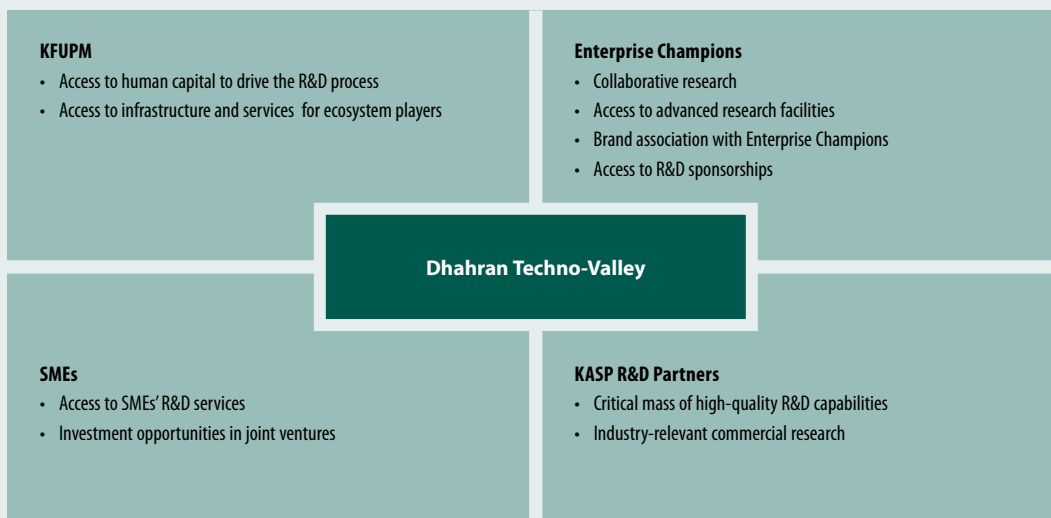 KFUPM
• Access to human capital to drive the R&D process
• Access to infrastructure and services for ecosystem players
Enterprise Champions
• Collaborative research
• Access to advanced research facilities
• Brand association with Enterprise Champions
• Access to R&D sponsorships
Dhahran Techno-Valley
SMEs
• Access to SMEs’ R&D services
• Investment opportunities in joint ventures
KASP R&D Partners
• Critical mass of high-quality R&D capabilities
• Industry-relevant commercial research